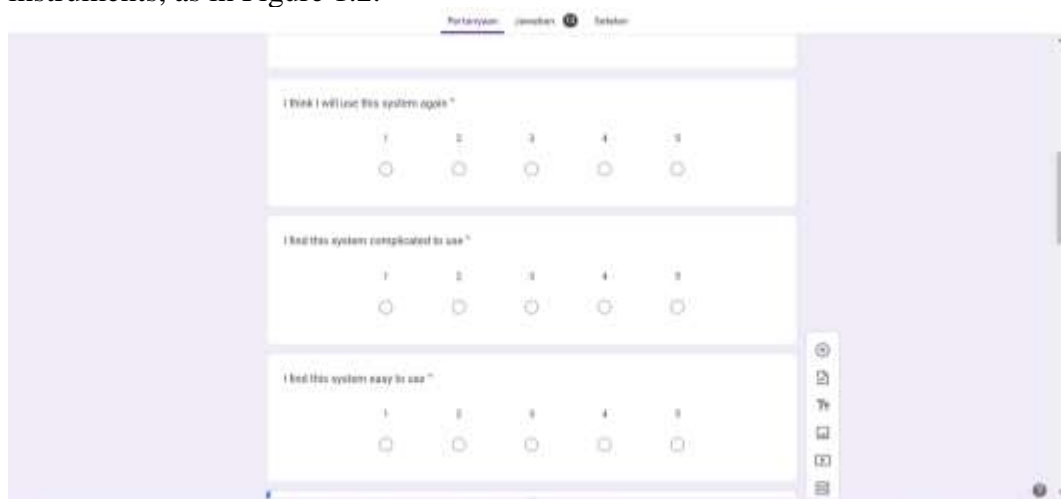 instruments, as in Figure 1.2.
Pertanyaan Jawaban Setelan
I think I will use this system again *
1 2 3 4 5
I find this system complicated to use *
1 2 3 4 5
I find this system easy to use *
1 2 3 4 5